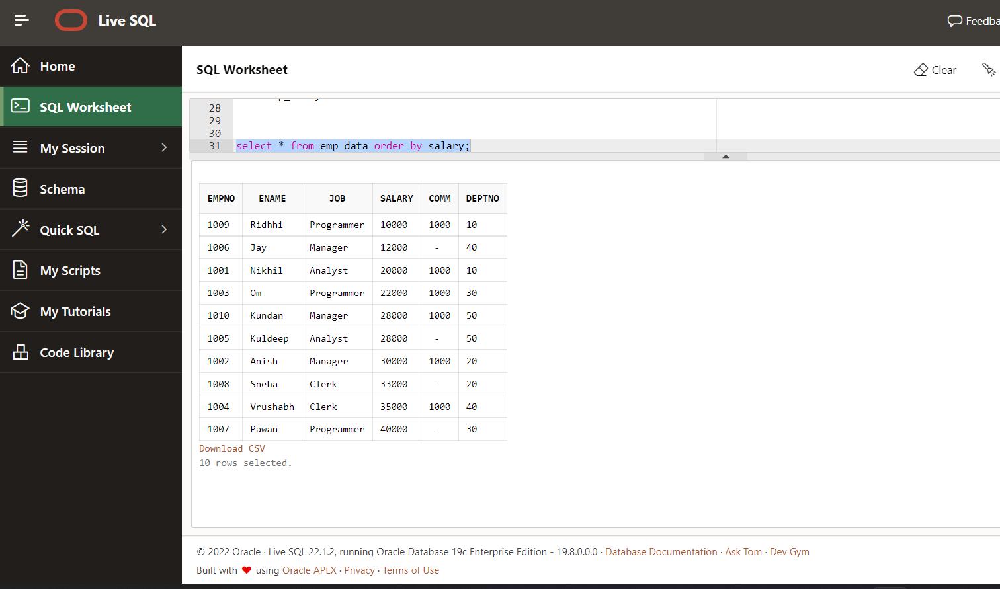 Live SQL
Feedba
Home
SQL Worksheet
My Session
Schema
Quick SQL
My Scripts
My Tutorials
Code Library
SQL Worksheet
Clear
28
29
30
31 select * from emp_data order by salary;
EMPNO ENAME JOB SALARY COMM DEPTNO
1009 Ridhhi Programmer 10000 1000 10
1006 Jay Manager 12000 - 40
1001 Nikhil Analyst 20000 1000 10
1003 Om Programmer 22000 1000 30
1010 Kundan Manager 28000 1000 50
1005 Kuldeep Analyst 28000 - 50
1002 Anish Manager 30000 1000 20
1008 Sneha Clerk 33000 - 20
1004 Vrushabh Clerk 35000 1000 40
1007 Pawan Programmer 40000 - 30
Download CSV
10 rows selected.
© 2022 Oracle · Live SQL 22.1.2, running Oracle Database 19c Enterprise Edition - 19.8.0.0.0 · Database Documentation · Ask Tom · Dev Gym
Built with ♥ using Oracle APEX · Privacy · Terms of Use